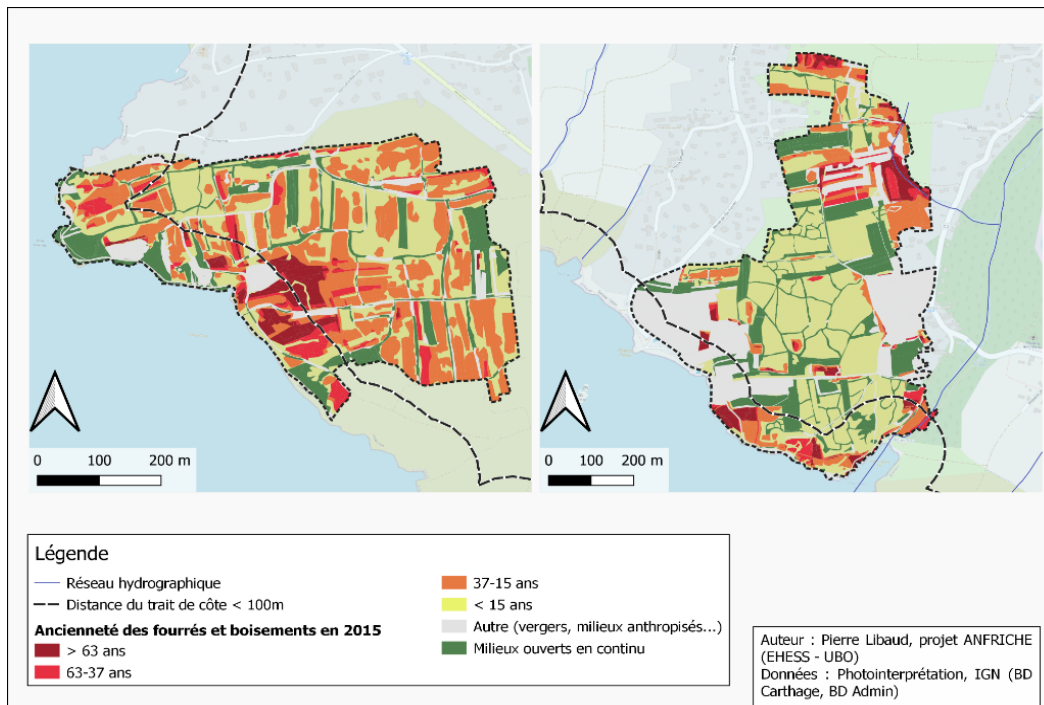 0 100 200 m
0 100 200 m
Légende
Réseau hydrographique
Distance du trait de côte < 100m
Ancienneté des fourrés et boisements en 2015
> 63 ans
63-37 ans
37-15 ans
< 15 ans
Autre (vergers, milieux anthropisés...)
Milieux ouverts en continu
Auteur : Pierre Libaud, projet ANFRICHE
(EHESS - UBO)
Données : Photointerprétation, IGN (BD
Carthage, BD Admin)